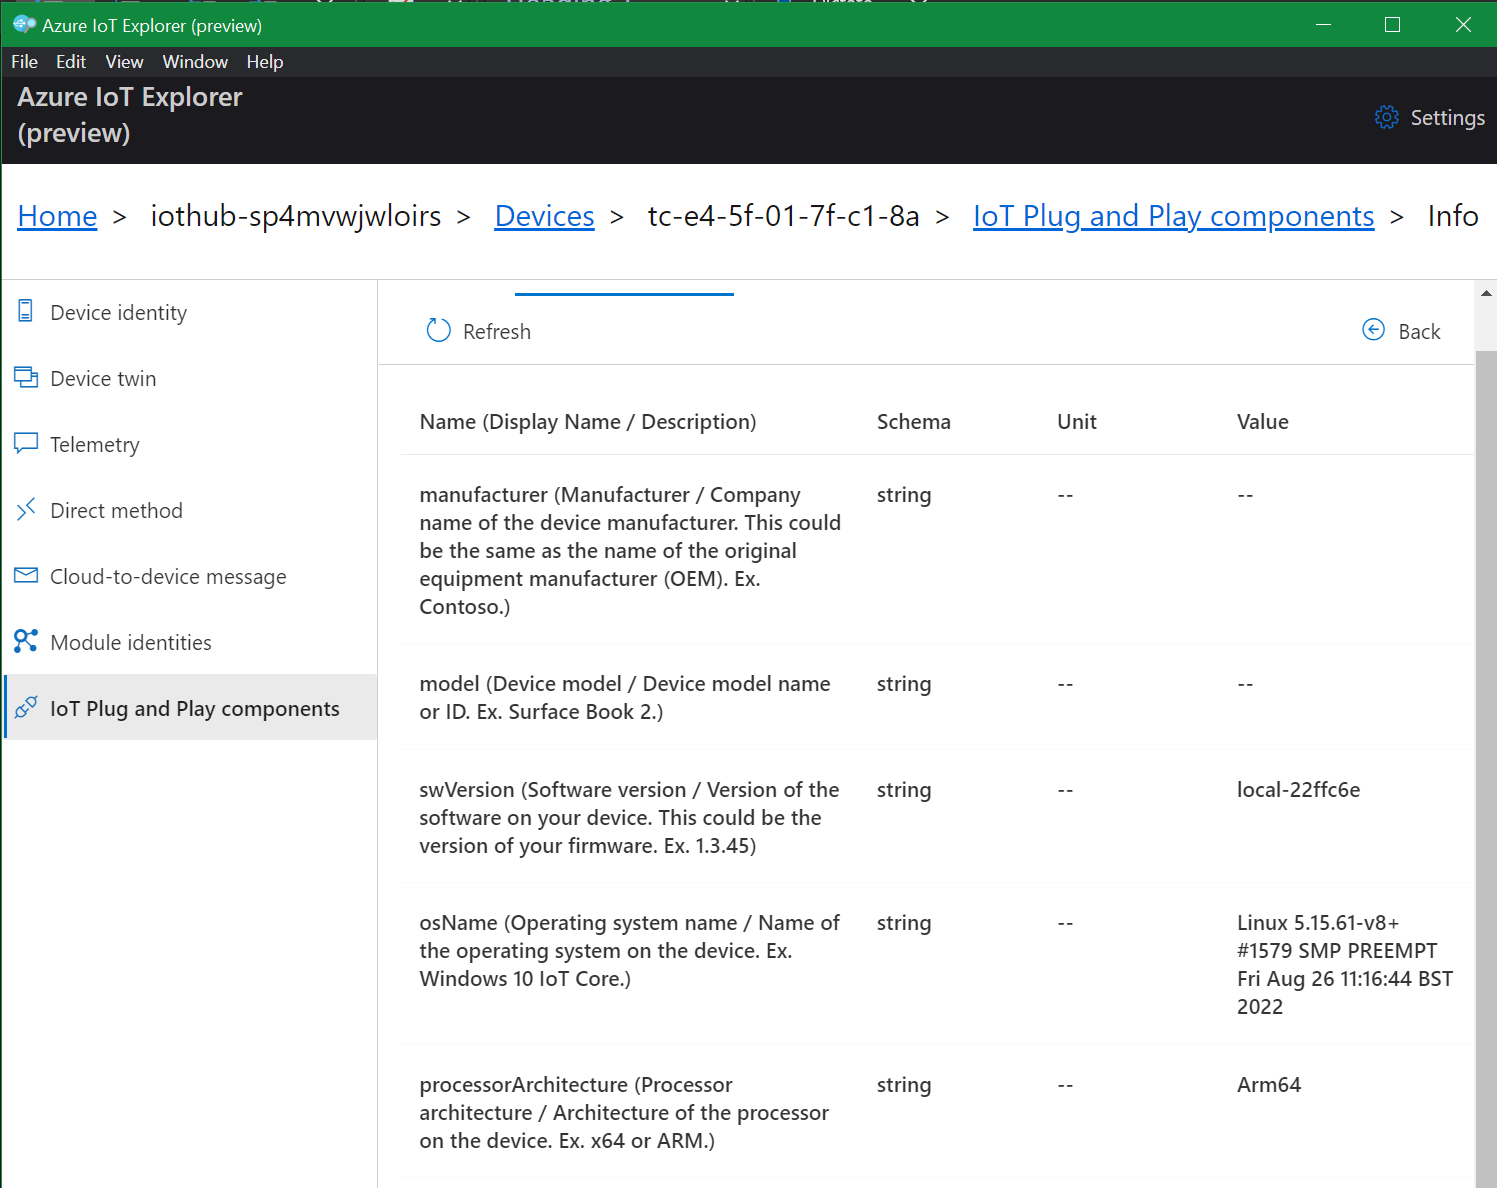 Azure IoT Explorer (preview)
File Edit View Window Help
Azure IoT Explorer
(preview)
Settings
Home > iothub-sp4mvwjwloirs > Devices > tc-e4-5f-01-7f-c1-8a > IoT Plug and Play components > Info
Device identity
Device twin
Telemetry
Direct method
Cloud-to-device message
Module identities
IoT Plug and Play components
Refresh
Back
Name (Display Name / Description) Schema Unit Value
manufacturer (Manufacturer / Company string -- --
name of the device manufacturer. This could
be the same as the name of the original
equipment manufacturer (OEM). Ex.
Contoso.)
model (Device model / Device model name string -- --
or ID. Ex. Surface Book 2.)
swVersion (Software version / Version of the string -- local-22ffc6e
software on your device. This could be the
version of your firmware. Ex. 1.3.45)
osName (Operating system name / Name of string -- Linux 5.15.61-v8+
the operating system on the device. Ex. #1579 SMP PREEMPT
Windows 10 IoT Core.) Fri Aug 26 11:16:44 BST
2022
processorArchitecture (Processor string -- Arm64
architecture / Architecture of the processor
on the device. Ex. x64 or ARM.)